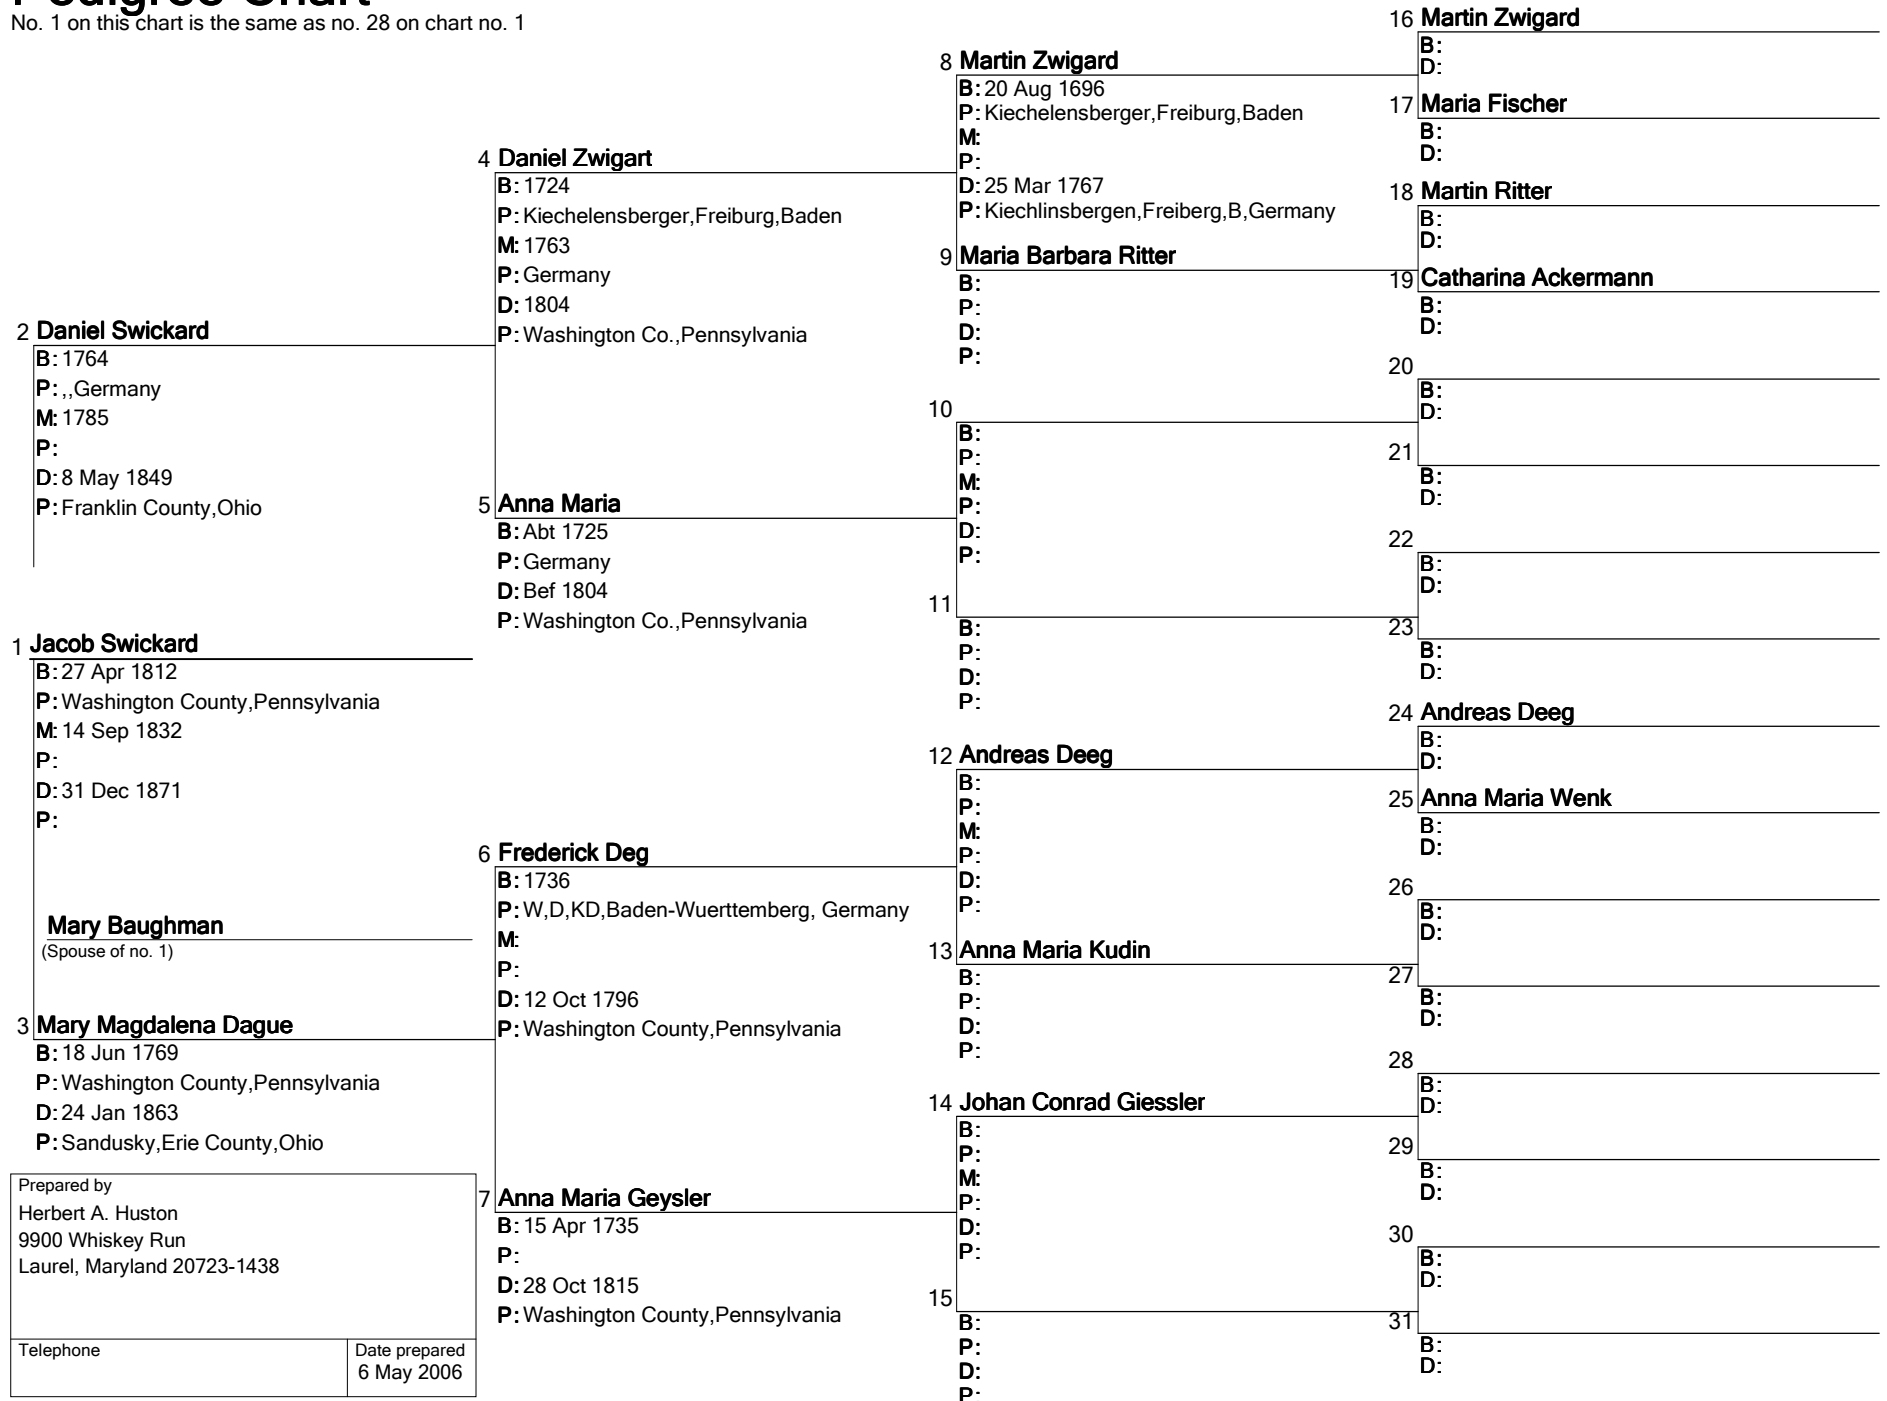 Pedigree Chart
No. 1 on this chart is the same as no. 28 on chart no. 1
2 Daniel Swickard
B: 1764
P: ,,Germany
M: 1785
P:
D: 8 May 1849
P: Franklin County,Ohio
1 Jacob Swickard
B: 27 Apr 1812
P: Washington County,Pennsylvania
M: 14 Sep 1832
P:
D: 31 Dec 1871
P:
Mary Baughman
(Spouse of no. 1)
3 Mary Magdalena Dague
B: 18 Jun 1769
P: Washington County,Pennsylvania
D: 24 Jan 1863
P: Sandusky,Erie County,Ohio
Prepared by
Herbert A. Huston
9900 Whiskey Run
Laurel, Maryland 20723-1438
Telephone
Date prepared
6 May 2006
4 Daniel Zwigart
B: 1724
P: Kiechelensberger,Freiburg,Baden
M: 1763
P: Germany
D: 1804
P: Washington Co.,Pennsylvania
5 Anna Maria
B: Abt 1725
P: Germany
D: Bef 1804
P: Washington Co.,Pennsylvania
6 Frederick Deg
B: 1736
P: W,D,KD,Baden-Wuerttemberg, Germany
M:
P:
D: 12 Oct 1796
P: Washington County,Pennsylvania
7 Anna Maria Geysler
B: 15 Apr 1735
P:
D: 28 Oct 1815
P: Washington County,Pennsylvania
8 Martin Zwigard
B: 20 Aug 1696
P: Kiechelensberger,Freiburg,Baden
M:
P:
D: 25 Mar 1767
P: Kiechlinsbergen,Freiberg,B,Germany
9 Maria Barbara Ritter
B:
P:
D:
P:
10
B:
P:
M:
P:
D:
P:
11
B:
P:
D:
P:
12 Andreas Deeg
B:
P:
M:
P:
D:
P:
13 Anna Maria Kudin
B:
P:
D:
P:
14 Johan Conrad Giessler
B:
P:
M:
P:
D:
P:
15
B:
P:
D:
P:
16 Martin Zwigard
B:
D:
17 Maria Fischer
B:
D:
18 Martin Ritter
B:
D:
19 Catharina Ackermann
B:
D:
20
B:
D:
21
B:
D:
22
B:
D:
23
B:
D:
24 Andreas Deeg
B:
D:
25 Anna Maria Wenk
B:
D:
26
B:
D:
27
B:
D:
28
B:
D:
29
B:
D:
30
B:
D:
31
B:
D: